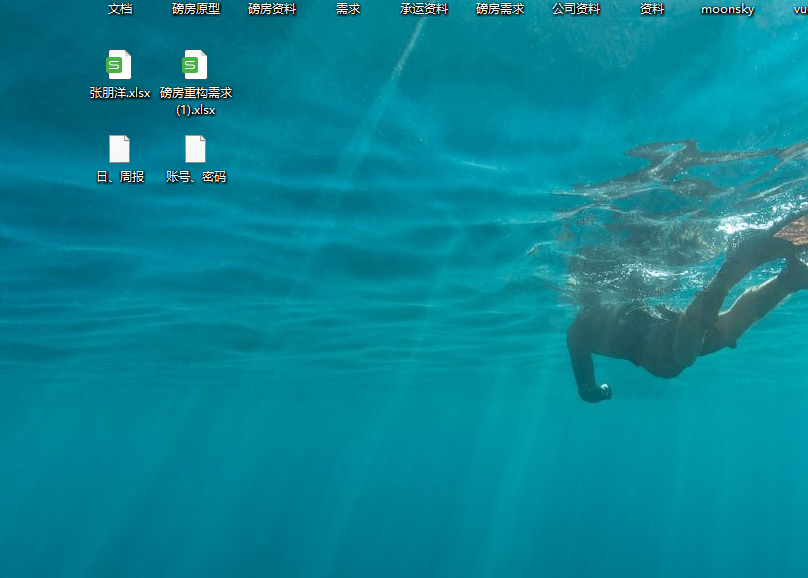 文档 磅房原型 磅房资料 需求 承运资料 磅房需求 公司资料 资料 moonsky vu
张朋洋.xlsx 磅房重构需求
(1).xlsx
日、周报 账号、密码